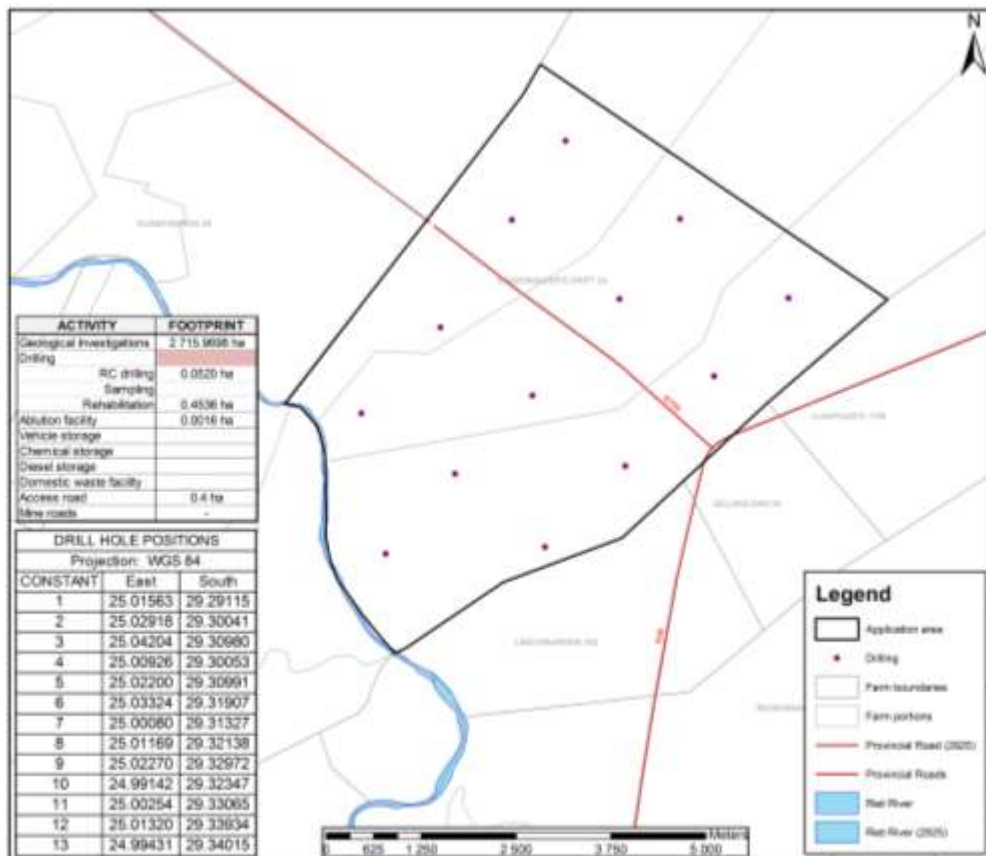 N
ACTIVITY FOOTPRINT
Geological Investigations 2 715.9698 ha
Drilling
RC drilling 0.0520 ha
Sampling
Rehabilitation 0.4536 ha
Ablution facility 0.0016 ha
Vehicle storage
Chemical storage
Diesel storage
Domestic waste facility
Access road 0.4 ha
Mine roads -
DRILL HOLE POSITIONS
Projection: WGS 84
CONSTANT East South
1 25.01563 29.29115
2 25.02918 29.30041
3 25.04204 29.30980
4 25.00926 29.30053
5 25.02200 29.30991
6 25.03324 29.31907
7 25.00080 29.31327
8 25.01169 29.32138
9 25.02270 29.32972
10 24.99142 29.32347
11 25.00254 29.33065
12 25.01320 29.33934
13 24.99431 29.34015
Legend
Application area
Drilling
Farm boundaries
Farm portions
Provincial Road (2925)
Provincial Roads
Riet River
Riet River (2925)
Meters
0 625 1 250 2 500 3 750 5 000